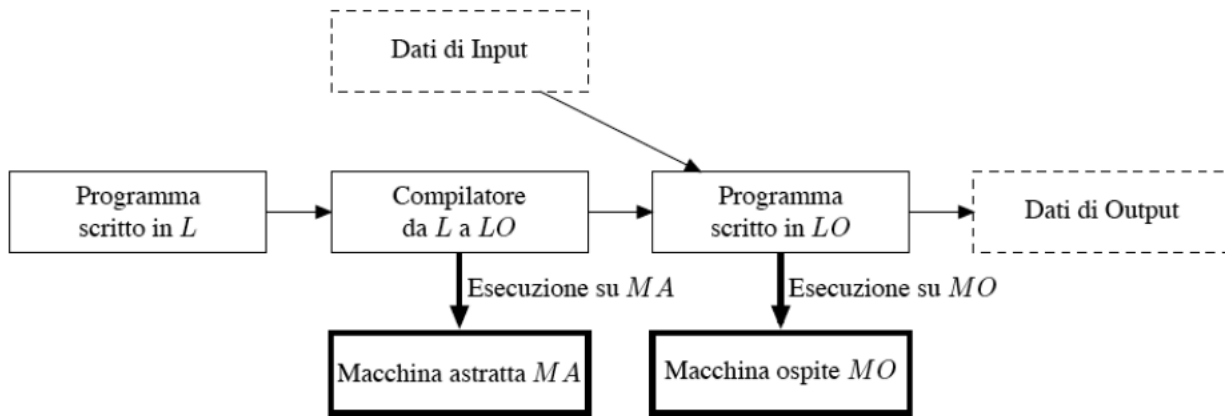 Dati di Input
Programma
scritto in L
Compilatore
da L a LO
Programma
scritto in LO
Dati di Output
Esecuzione su MA
Esecuzione su MO
Macchina astratta MA
Macchina ospite MO